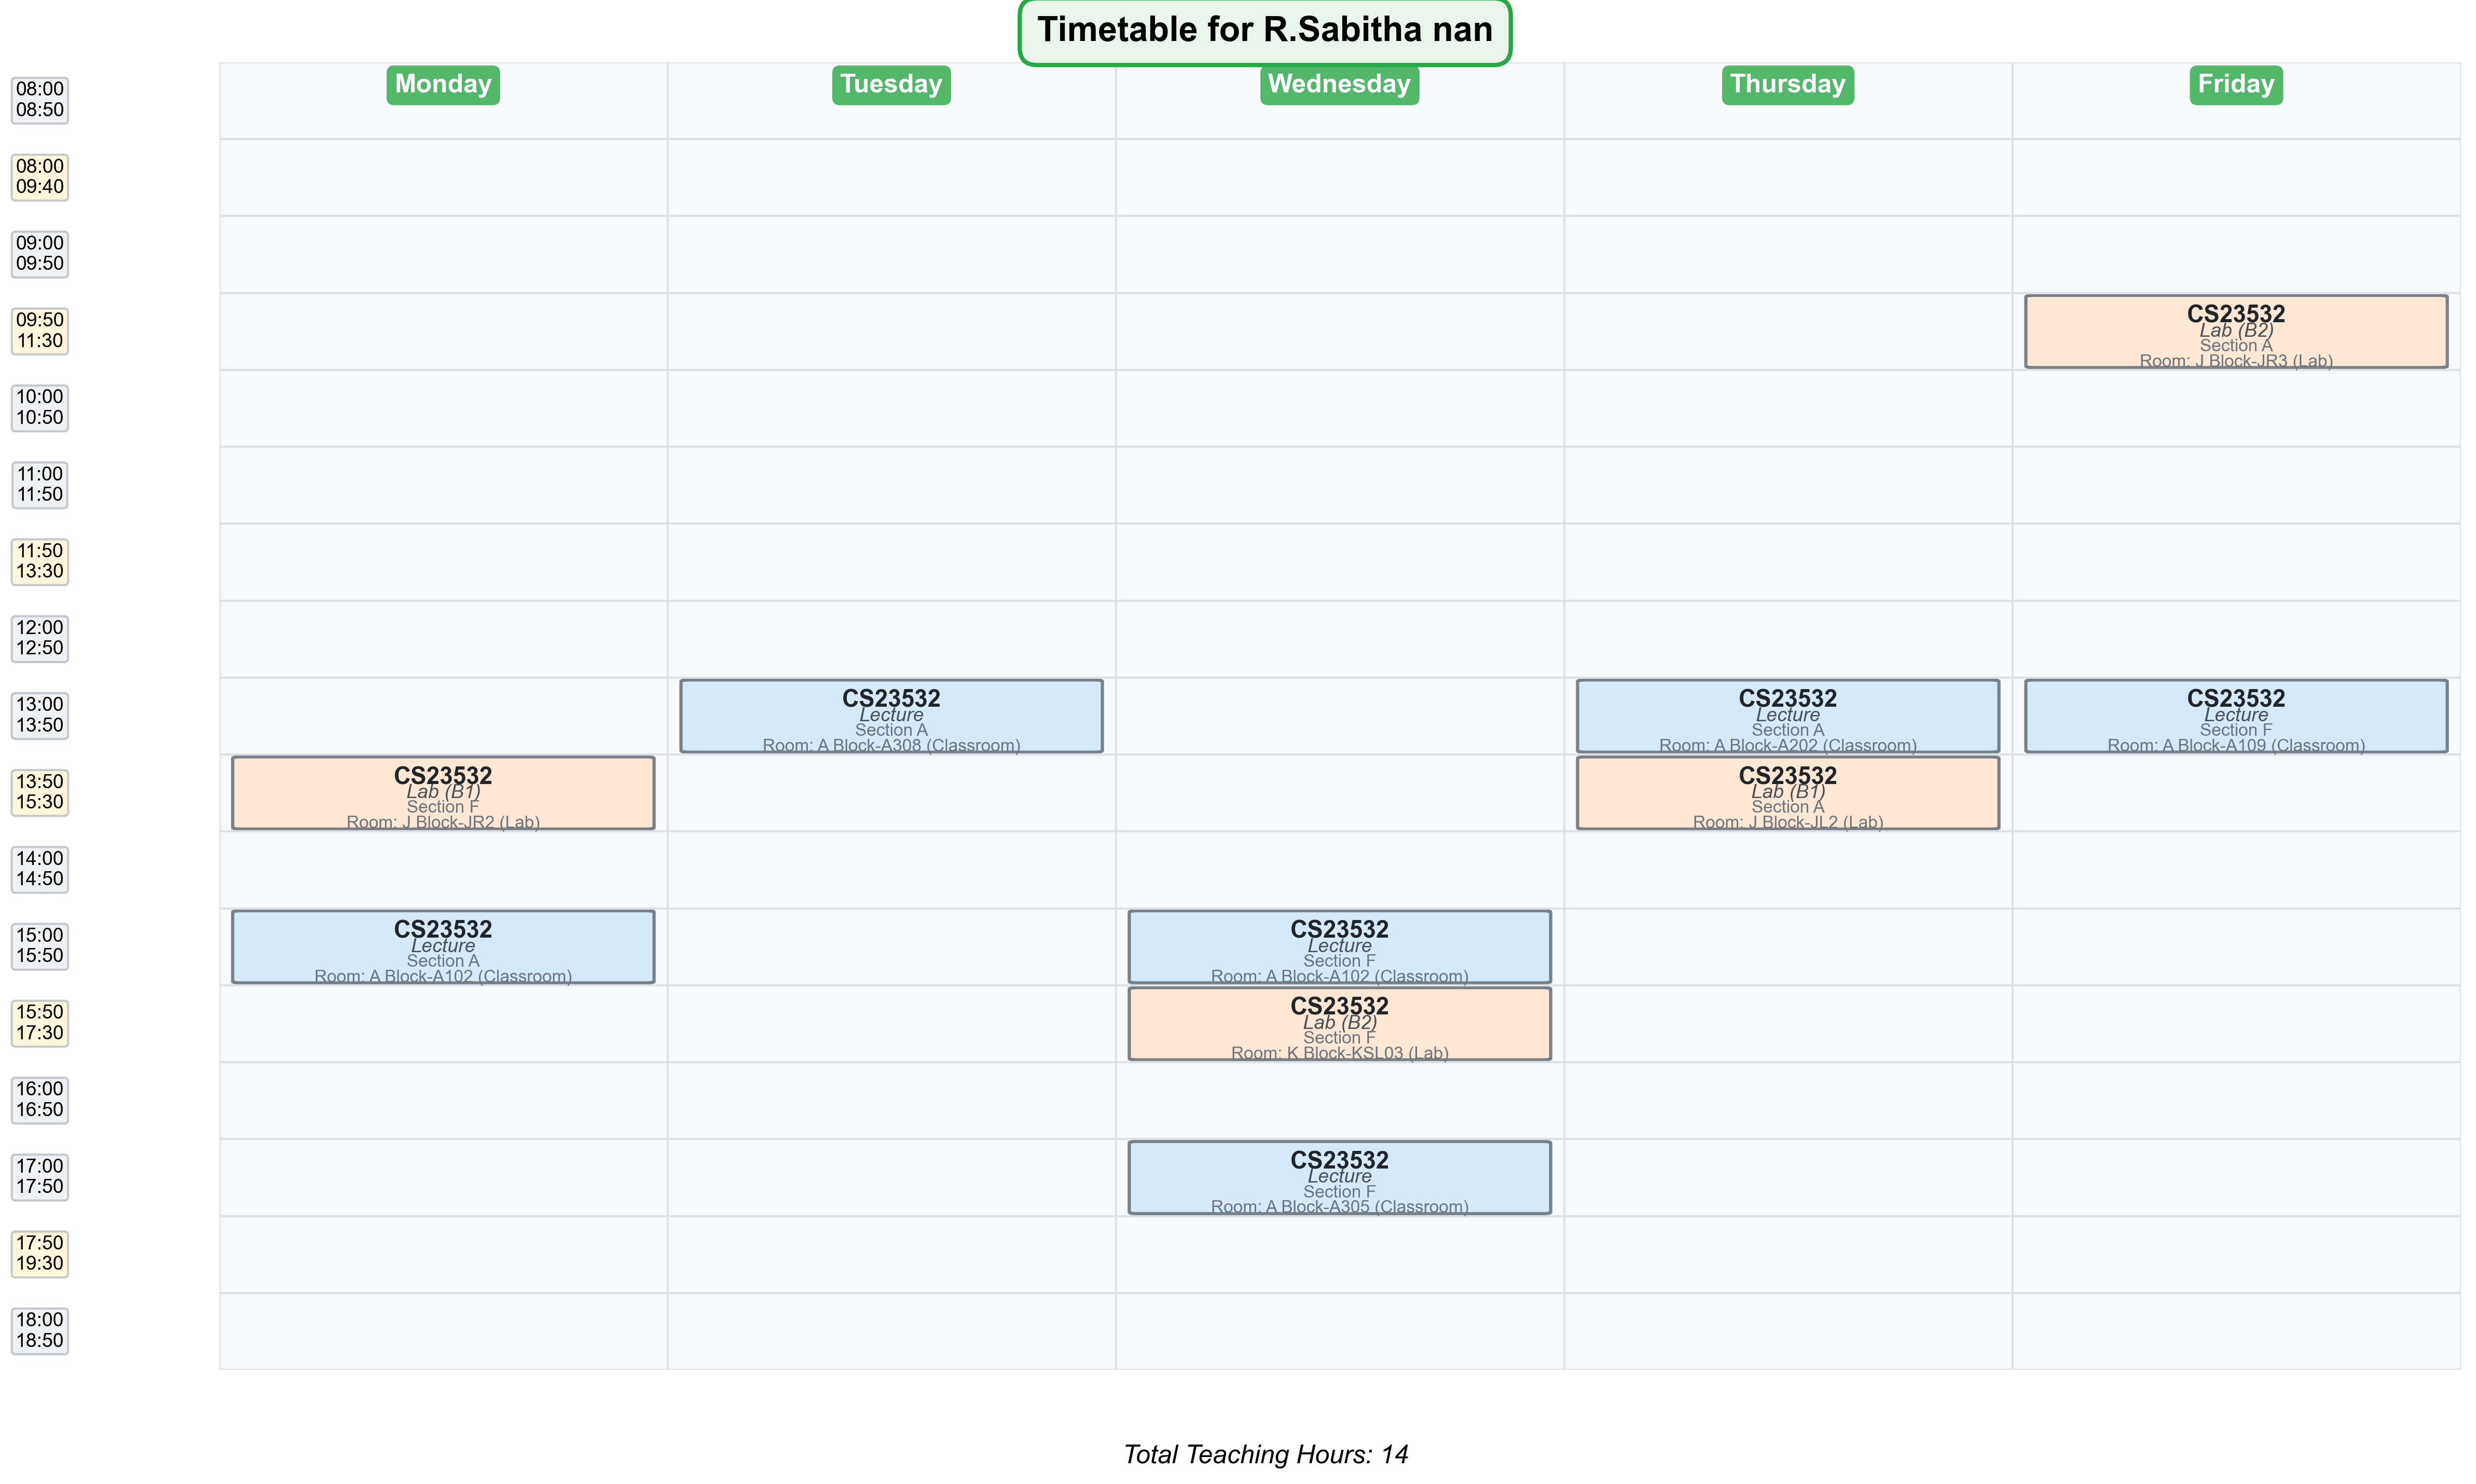 Timetable for R.Sabitha nan
Monday
Tuesday
Wednesday
Thursday
Friday
08:00
08:50
08:00
09:40
09:00
09:50
09:50
11:30
CS23532
Lab (B2)
Section A
Room: J Block-JR3 (Lab)
10:00
10:50
11:00
11:50
11:50
13:30
12:00
12:50
13:00
13:50
CS23532
Lecture
Section A
Room: A Block-A308 (Classroom)
CS23532
Lecture
Section A
Room: A Block-A202 (Classroom)
CS23532
Lecture
Section F
Room: A Block-A109 (Classroom)
13:50
15:30
CS23532
Lab (B1)
Section F
Room: J Block-JR2 (Lab)
CS23532
Lab (B1)
Section A
Room: J Block-JL2 (Lab)
14:00
14:50
15:00
15:50
CS23532
Lecture
Section A
Room: A Block-A102 (Classroom)
CS23532
Lecture
Section F
Room: A Block-A102 (Classroom)
15:50
17:30
CS23532
Lab (B2)
Section F
Room: K Block-KSL03 (Lab)
16:00
16:50
17:00
17:50
CS23532
Lecture
Section F
Room: A Block-A305 (Classroom)
17:50
19:30
18:00
18:50
Total Teaching Hours: 14